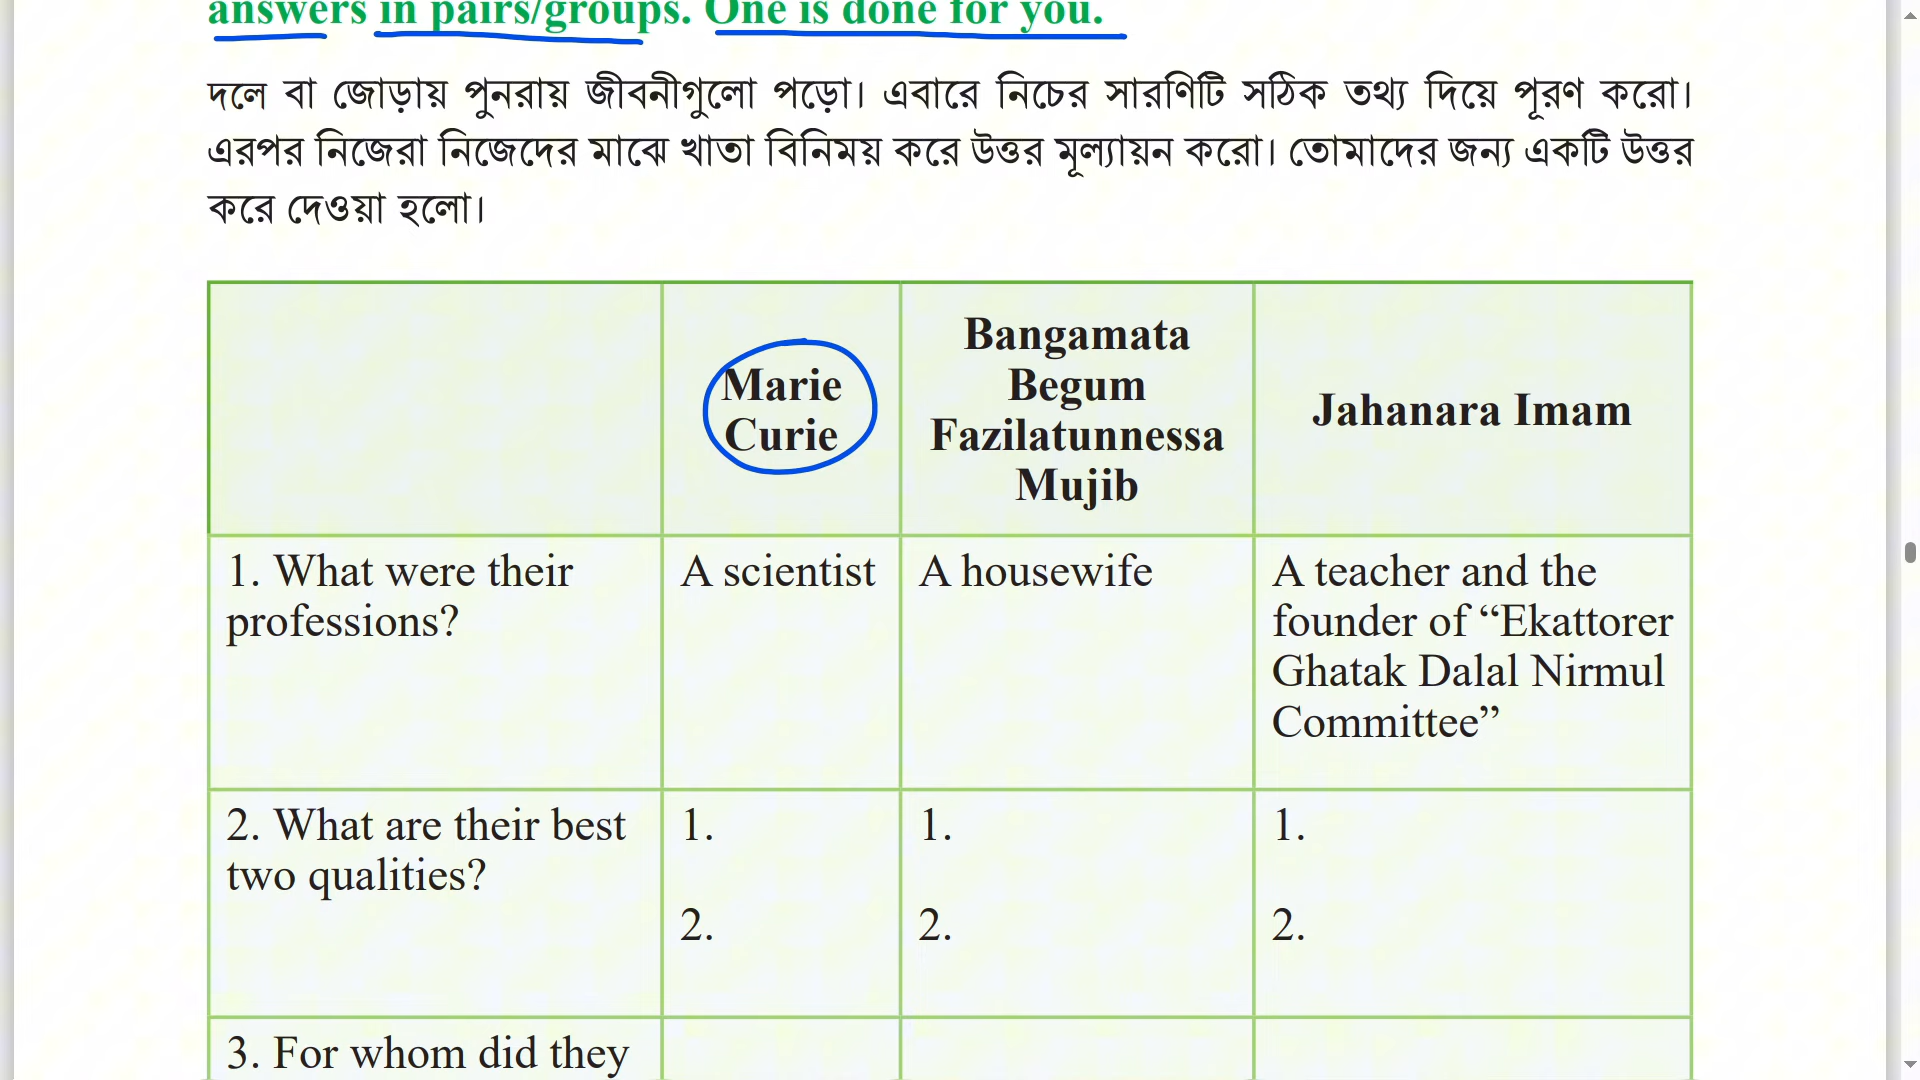 answers in pairs/groups. One is done for you.
দলে বা জোড়ায় পুনরায় জীবনীগুলো পড়ো। এবারে নিচের সারণিটি সঠিক তথ্য দিয়ে পূরণ করো।
এরপর নিজেরা নিজেদের মাঝে খাতা বিনিময় করে উত্তর মূল্যায়ন করো। তোমাদের জন্য একটি উত্তর
করে দেওয়া হলো।
Marie
Curie
Bangamata
Begum
Fazilatunnessa
Mujib
Jahanara Imam
1. What were their
professions?
A scientist
A housewife
A teacher and the
founder of “Ekattorer
Ghatak Dalal Nirmul
Committee”
2. What are their best
two qualities?
1.
2.
1.
2.
1.
2.
3. For whom did they